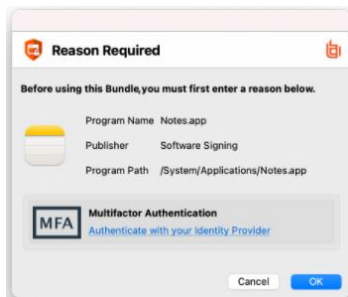 Reason Required
Before using this Bundle,you must first enter a reason below.
Program Name Notes.app
Publisher Software Signing
Program Path /System/Applications/Notes.app
MFA
Multifactor Authentication
Authenticate with your Identity Provider
Cancel OK